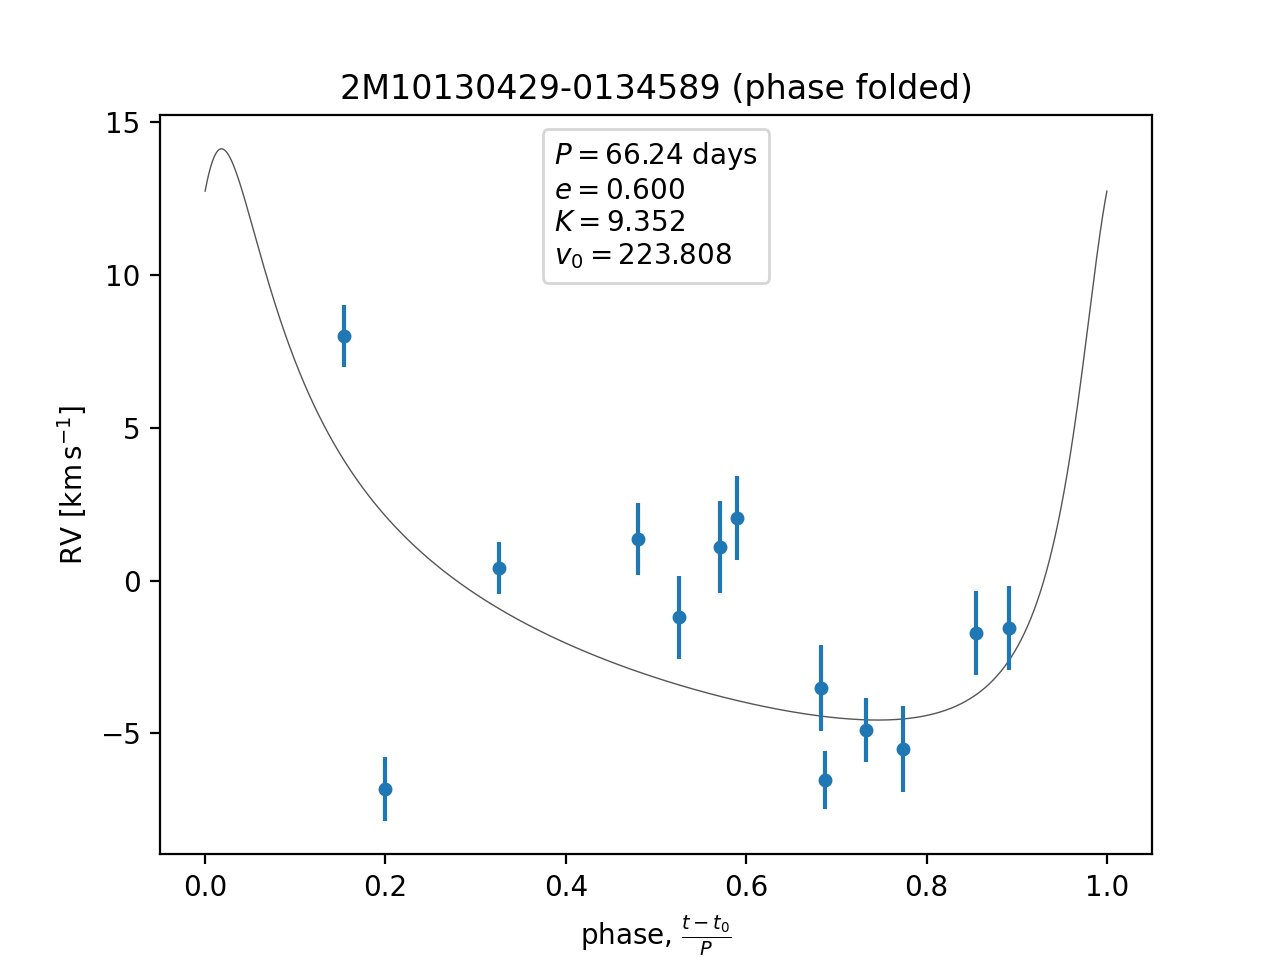 2M10130429-0134589 (phase folded)
P = 66.24 days
e = 0.600
K = 9.352
v₀ = 223.808
15
10
5
0
−5
RV [km s⁻¹]
0.0 0.2 0.4 0.6 0.8 1.0
phase, (t − t₀)/P